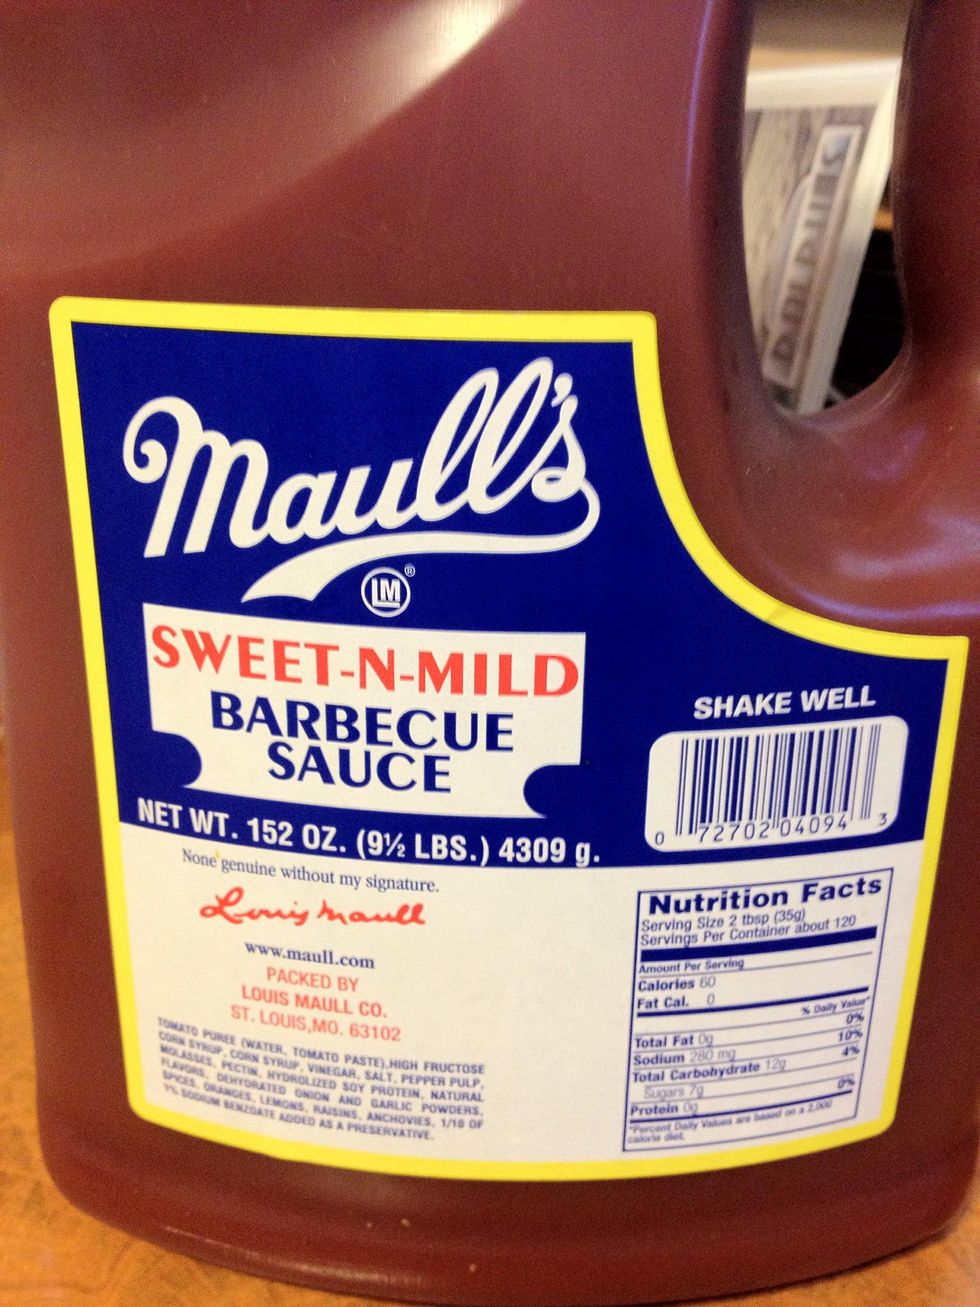 Maull's
LM ®
SWEET-N-MILD
BARBECUE
SAUCE
NET WT. 152 OZ. (9½ LBS.) 4309 g.
SHAKE WELL
0 72702 04094 3
None genuine without my signature.
Louis Maull
www.maull.com
PACKED BY
LOUIS MAULL CO.
ST. LOUIS,MO. 63102
TOMATO PUREE (WATER, TOMATO PASTE),HIGH FRUCTOSE
CORN SYRUP, CORN SYRUP, VINEGAR, SALT, PEPPER PULP,
MOLASSES, PECTIN, HYDROLIZED SOY PROTEIN, NATURAL
FLAVORS, DEHYDRATED ONION AND GARLIC POWDERS,
SPICES, ORANGES, LEMONS, RAISINS, ANCHOVIES, 1/10 OF
1% SODIUM BENZOATE ADDED AS A PRESERVATIVE.
Nutrition Facts
Serving Size 2 tbsp (35g)
Servings Per Container about 120
Amount Per Serving
Calories 60
Fat Cal. 0
% Daily Value*
Total Fat 0g 0%
Sodium 280 mg 10%
Total Carbohydrate 12g 4%
Sugars 7g
Protein 0g 0%
*Percent Daily Values are based on a 2,000
calorie diet.